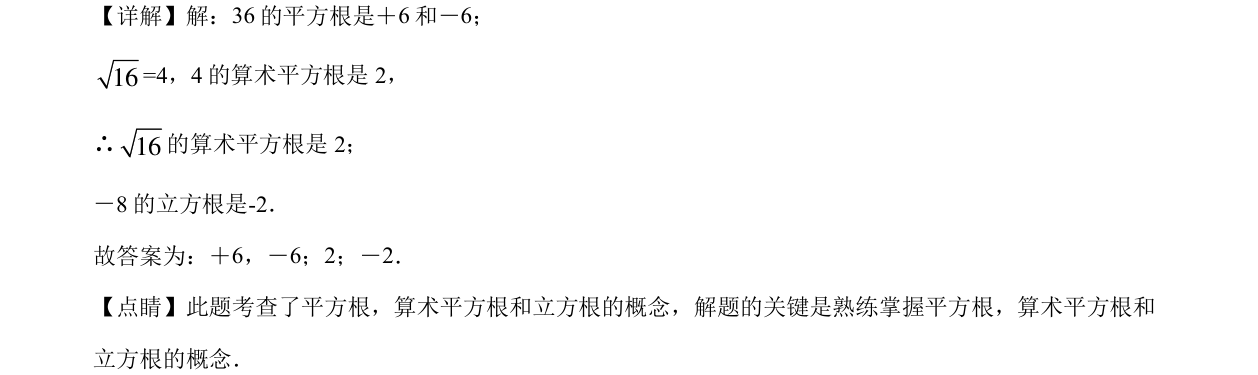 【详解】解：36 的平方根是＋6 和－6；
√16=4，4 的算术平方根是 2，
∴√16 的算术平方根是 2；
－8 的立方根是-2．
故答案为：＋6，－6；2；－2．
【点睛】此题考查了平方根，算术平方根和立方根的概念，解题的关键是熟练掌握平方根，算术平方根和
立方根的概念．